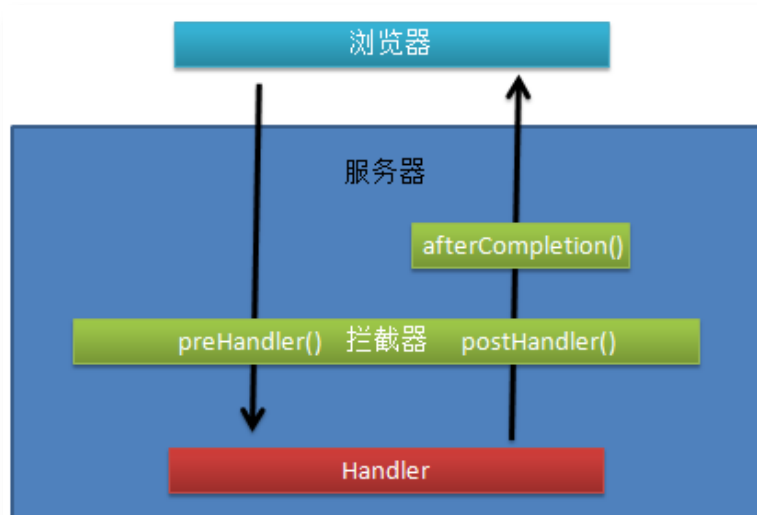 浏览器
服务器
afterCompletion()
preHandler() 拦截器 postHandler()
Handler